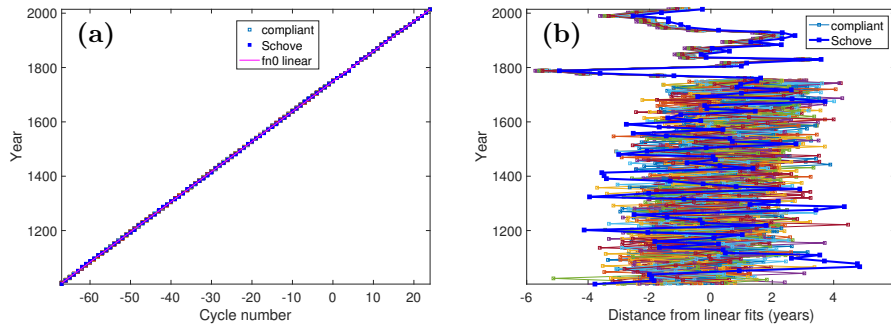 (a)
compliant
Schove
fn0 linear
2000
1800
1600
1400
1200
Year
-60
-50
-40
-30
-20
-10
0
10
20
Cycle number
(b)
compliant
Schove
2000
1800
1600
1400
1200
Year
-6
-4
-2
0
2
4
Distance from linear fits (years)